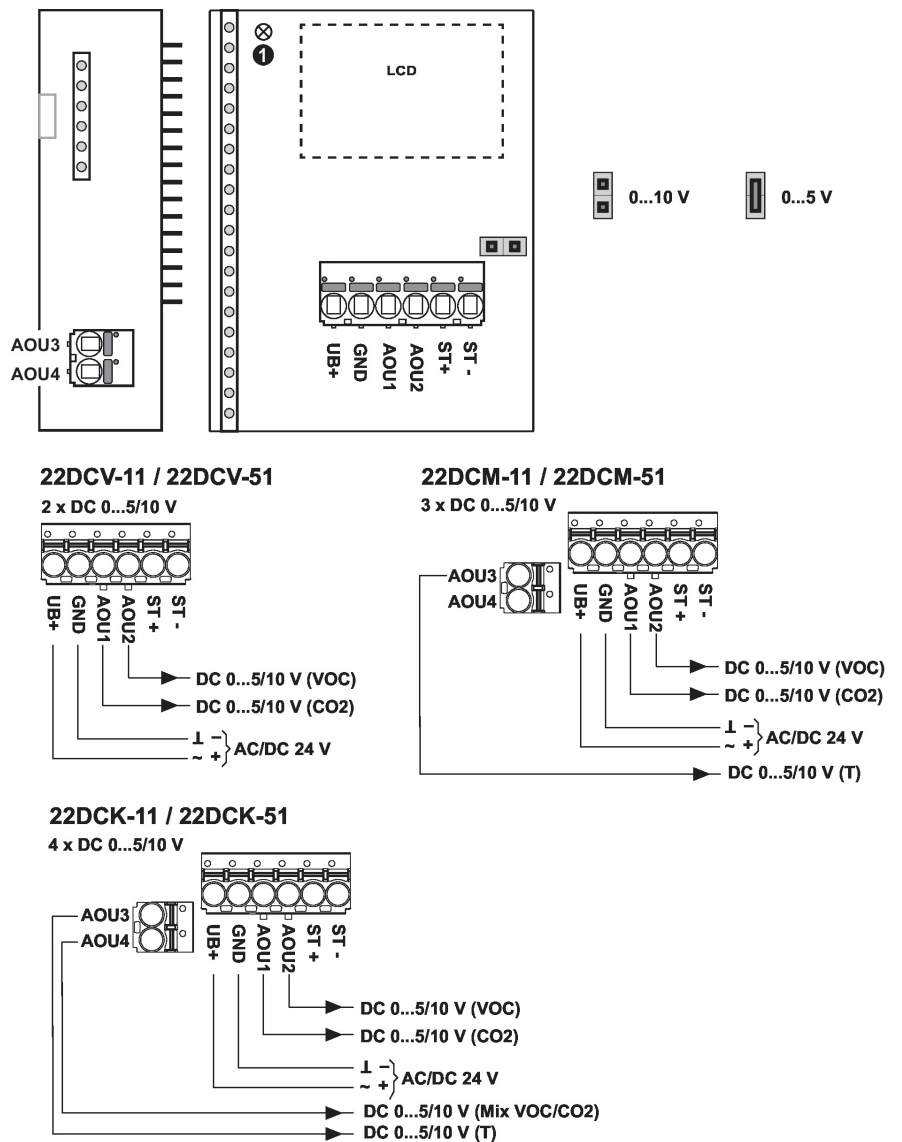 1
LCD
0...10 V
0...5 V
AOU3
AOU4
UB+
GND
AOU1
AOU2
ST+
ST -
22DCV-11 / 22DCV-51
2 x DC 0...5/10 V
UB+
GND
AOU1
AOU2
ST +
ST -
DC 0...5/10 V (VOC)
DC 0...5/10 V (CO2)
⊥ –
~ +
AC/DC 24 V
22DCM-11 / 22DCM-51
3 x DC 0...5/10 V
AOU3
AOU4
UB+
GND
AOU1
AOU2
ST +
ST -
DC 0...5/10 V (VOC)
DC 0...5/10 V (CO2)
⊥ –
~ +
AC/DC 24 V
DC 0...5/10 V (T)
22DCK-11 / 22DCK-51
4 x DC 0...5/10 V
AOU3
AOU4
UB+
GND
AOU1
AOU2
ST +
ST -
DC 0...5/10 V (VOC)
DC 0...5/10 V (CO2)
⊥ –
~ +
AC/DC 24 V
DC 0...5/10 V (Mix VOC/CO2)
DC 0...5/10 V (T)